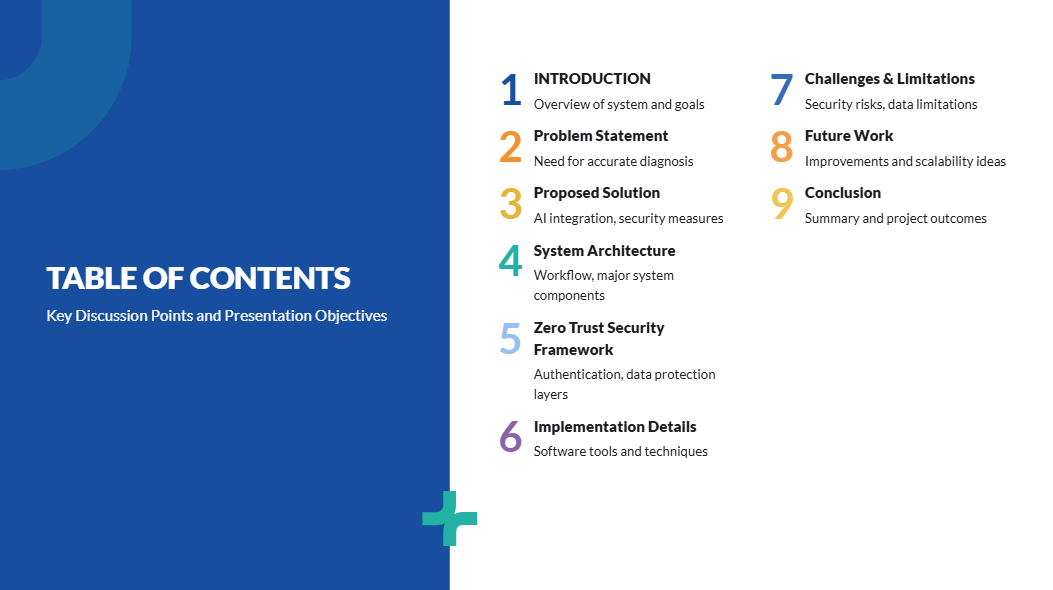 TABLE OF CONTENTS
Key Discussion Points and Presentation Objectives
1 INTRODUCTION
Overview of system and goals
2 Problem Statement
Need for accurate diagnosis
3 Proposed Solution
AI integration, security measures
4 System Architecture
Workflow, major system
components
5 Zero Trust Security
Framework
Authentication, data protection
layers
6 Implementation Details
Software tools and techniques
7 Challenges & Limitations
Security risks, data limitations
8 Future Work
Improvements and scalability ideas
9 Conclusion
Summary and project outcomes